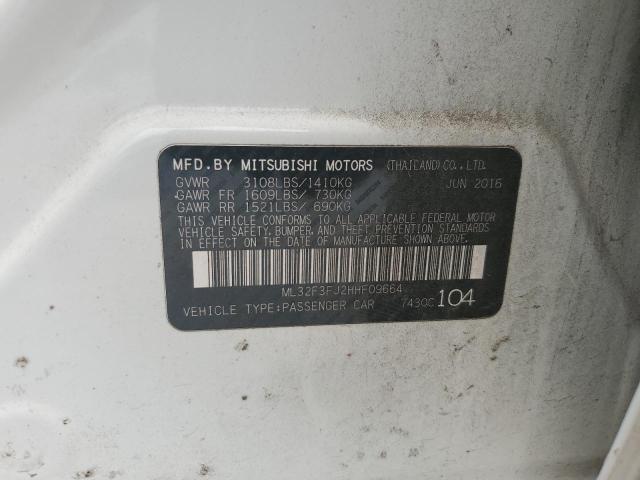 MFD.BY MITSUBISHI MOTORS (THAILAND) CO., LTD.
GVWR 3108LBS/1410KG JUN 2016
GAWR FR 1609LBS/ 730KG
GAWR RR 1521LBS/ 690KG
THIS VEHICLE CONFORMS TO ALL APPLICABLE FEDERAL MOTOR
VEHICLE SAFETY, BUMPER, AND THEFT PREVENTION STANDARDS
IN EFFECT ON THE DATE OF MANUFACTURE SHOWN ABOVE.
ML32F3FJ2HHF09664
VEHICLE TYPE:PASSENGER CAR 7430C 104